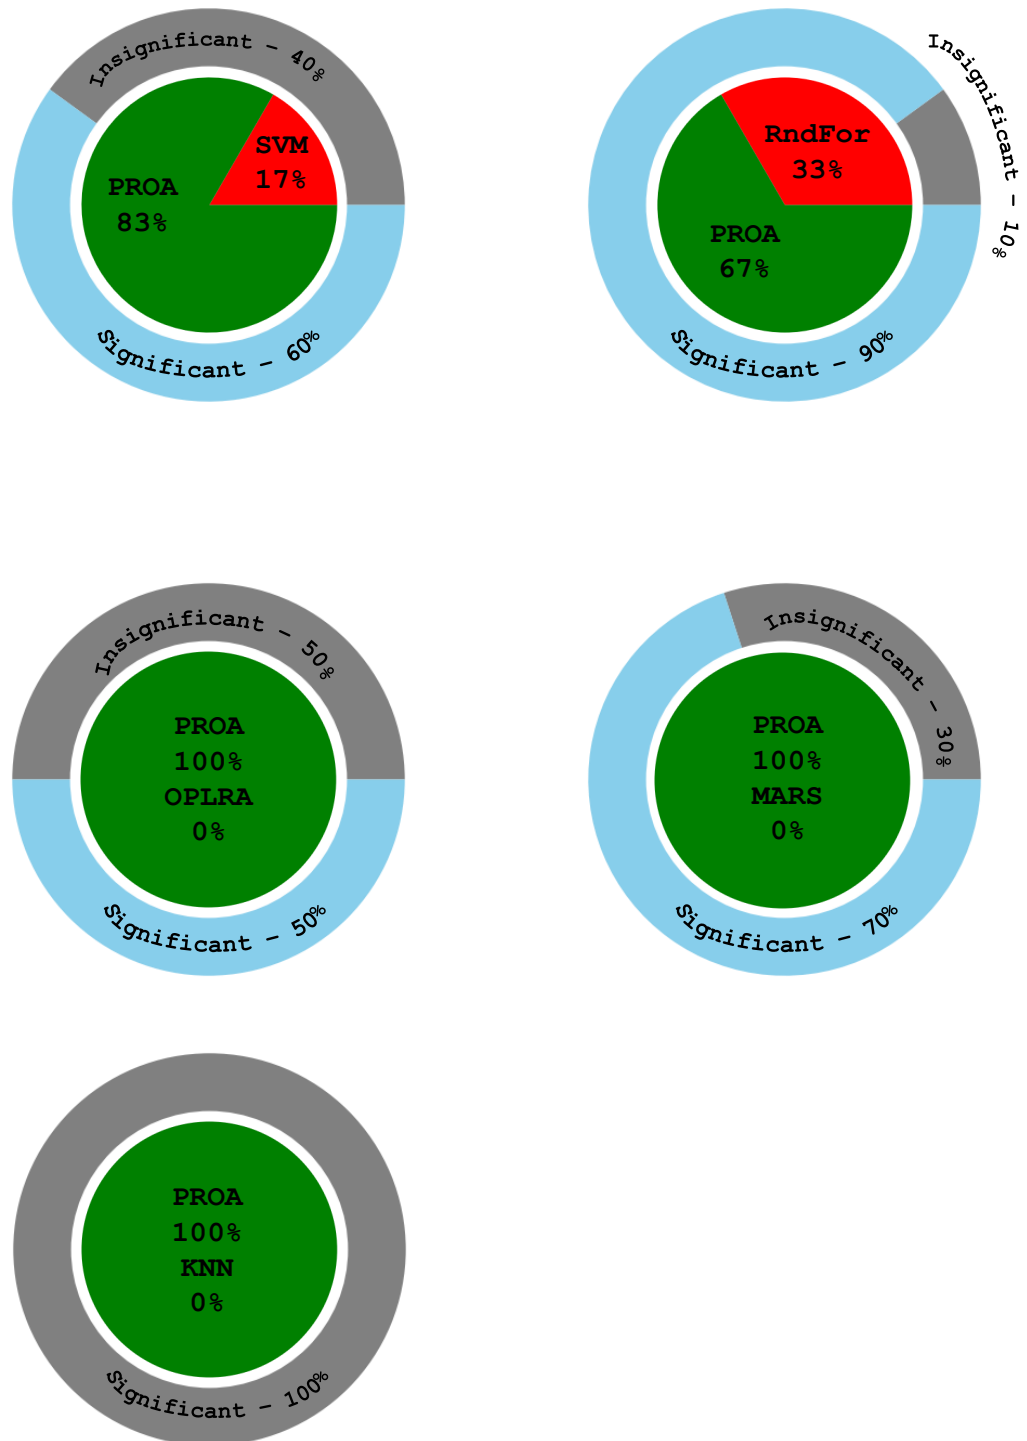 Insignificant - 40%
SVM
17%
PROA
83%
Significant - 60%
Insignificant - 10%
RndFor
33%
PROA
67%
Significant - 90%
Insignificant - 50%
PROA
100%
OPLRA
0%
Significant - 50%
Insignificant - 30%
PROA
100%
MARS
0%
Significant - 70%
PROA
100%
KNN
0%
Significant - 100%